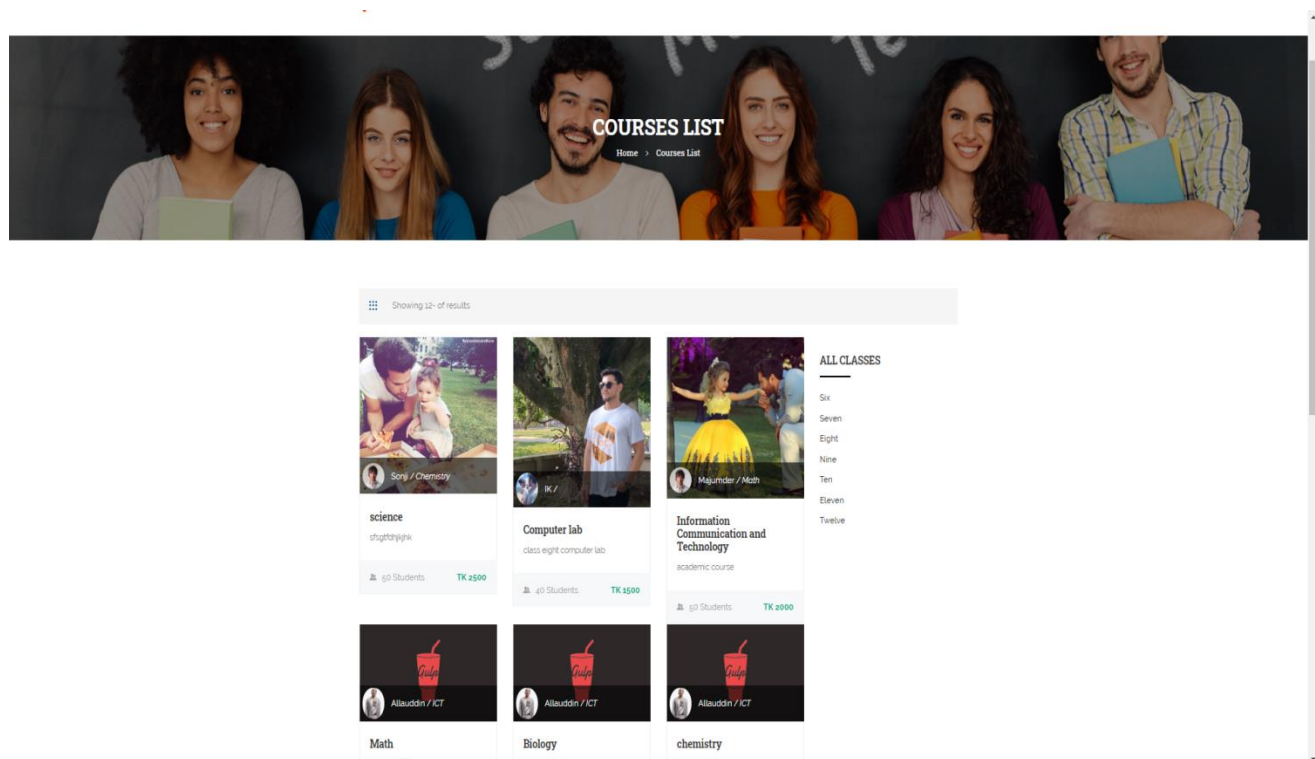 COURSES LIST
Home > Courses List
Showing 12- of results
Sonji / Chemistry
science
sfsgtfdhjkjhk
50 Students TK 2500
IK /
Computer lab
class eight computer lab
40 Students TK 1500
Majumder / Math
Information
Communication and
Technology
academic course
50 Students TK 2000
ALL CLASSES
Six
Seven
Eight
Nine
Ten
Eleven
Twelve
Gulp
Allauddin / ICT
Math
Gulp
Allauddin / ICT
Biology
Gulp
Allauddin / ICT
chemistry